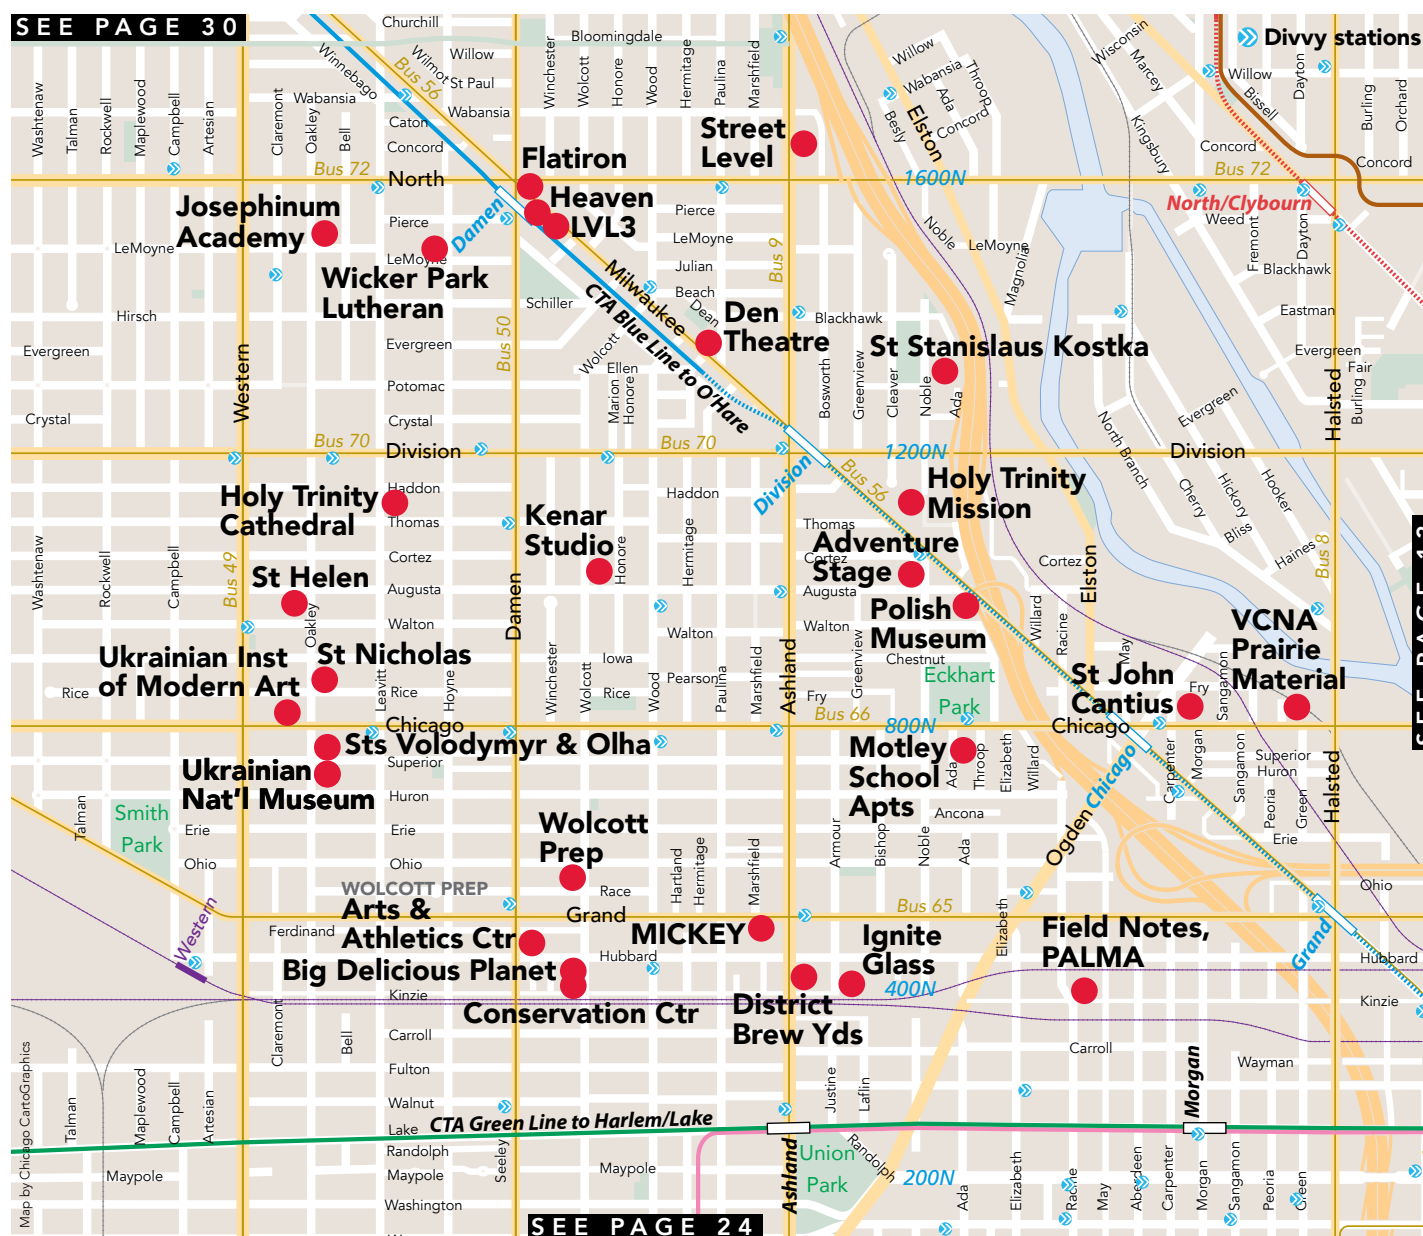 SEE PAGE 30
Divvy stations
Churchill
Bloomingdale
Winnebago
Wilmot
Bus 56
Willow
St Paul
Wabansia
Wabansia
Caton
Concord
Washtenaw
Talman
Rockwell
Maplewood
Campbell
Artesian
Claremont
Oakley
Bell
Winchester
Wolcott
Honore
Wood
Hermitage
Paulina
Marshfield
Willow
Wabansia
Throop
Ada
Concord
Besly
Elston
Wisconsin
Marcey
Kingsbury
Willow
Bissell
Dayton
Burling
Orchard
Concord
Concord
Bus 72
North
1600N
Bus 72
North/Clybourn
Street
Level
Flatiron
Heaven
LVL3
Josephinum
Academy
Wicker Park
Lutheran
Damen
Pierce
LeMoyne
LeMoyne
Hirsch
Evergreen
Crystal
Western
Evergreen
Potomac
Crystal
Bus 50
Schiller
Milwaukee
CTA Blue Line to O'Hare
Wolcott
Ellen
Marion
Honore
Pierce
LeMoyne
Julian
Beach
Dean
Bus 9
Den
Theatre
Blackhawk
Noble
LeMoyne
Magnolia
St Stanislaus Kostka
Bosworth
Greenview
Cleaver
Noble
Ada
Weed
Fremont
Dayton
Blackhawk
Eastman
Evergreen
Fair
Halsted
Burling
Evergreen
North Branch
Bus 70
Division
Bus 70
1200N
Division
Division
Bus 56
Cherry
Hickory
Hooker
Bliss
Haines
Bus 8
Holy Trinity
Cathedral
Haddon
Thomas
Cortez
Augusta
Walton
Kenar
Studio
Honore
Haddon
Hermitage
Holy Trinity
Mission
Thomas
Adventure
Cortez
Stage
Augusta
Walton
Polish
Museum
Cortez
Elston
Washtenaw
Rockwell
Campbell
Bus 49
St Helen
Oakley
Damen
Willard
Racine
May
VCNA
Prairie
Material
Ukrainian Inst
of Modern Art
St Nicholas
Rice
Leavitt
Rice
Hoyne
Winchester
Wolcott
Iowa
Rice
Wood
Walton
Pearson
Paulina
Marshfield
Ashland
Fry
Greenview
Chestnut
Eckhart
Park
St John
Cantius
Fry
Sangamon
Chicago
Bus 66
800N
Chicago
Sts Volodymyr & Olha
Superior
Ukrainian
Nat'l Museum
Huron
Motley
School
Apts
Ada
Throop
Elizabeth
Willard
Chicago
Ogden
Carpenter
Morgan
Sangamon
Superior
Huron
Peoria
Green
Erie
Halsted
Smith
Park
Talman
Erie
Ohio
Erie
Ohio
Wolcott
Prep
Race
Hartland
Hermitage
Marshfield
Armour
Bishop
Noble
Ada
Ancona
Ohio
WOLCOTT PREP
Arts &
Athletics Ctr
Grand
Bus 65
Elizabeth
Western
Ferdinand
MICKEY
Ignite
Glass
Field Notes,
PALMA
Grand
Hubbard
Big Delicious Planet
Hubbard
400N
Kinzie
Kinzie
Conservation Ctr
District
Brew Yds
Claremont
Bell
Carroll
Fulton
Walnut
Lake
Randolph
Maypole
Washington
Carroll
Wayman
Morgan
Justine
Laflin
Map by Chicago CartoGraphics
Talman
Maplewood
Campbell
Artesian
CTA Green Line to Harlem/Lake
Maypole
Seeley
Maypole
Ashland
Union
Park
Randolph
200N
Ada
Elizabeth
Racine
May
Aberdeen
Carpenter
Morgan
Sangamon
Peoria
Green
SEE PAGE 24